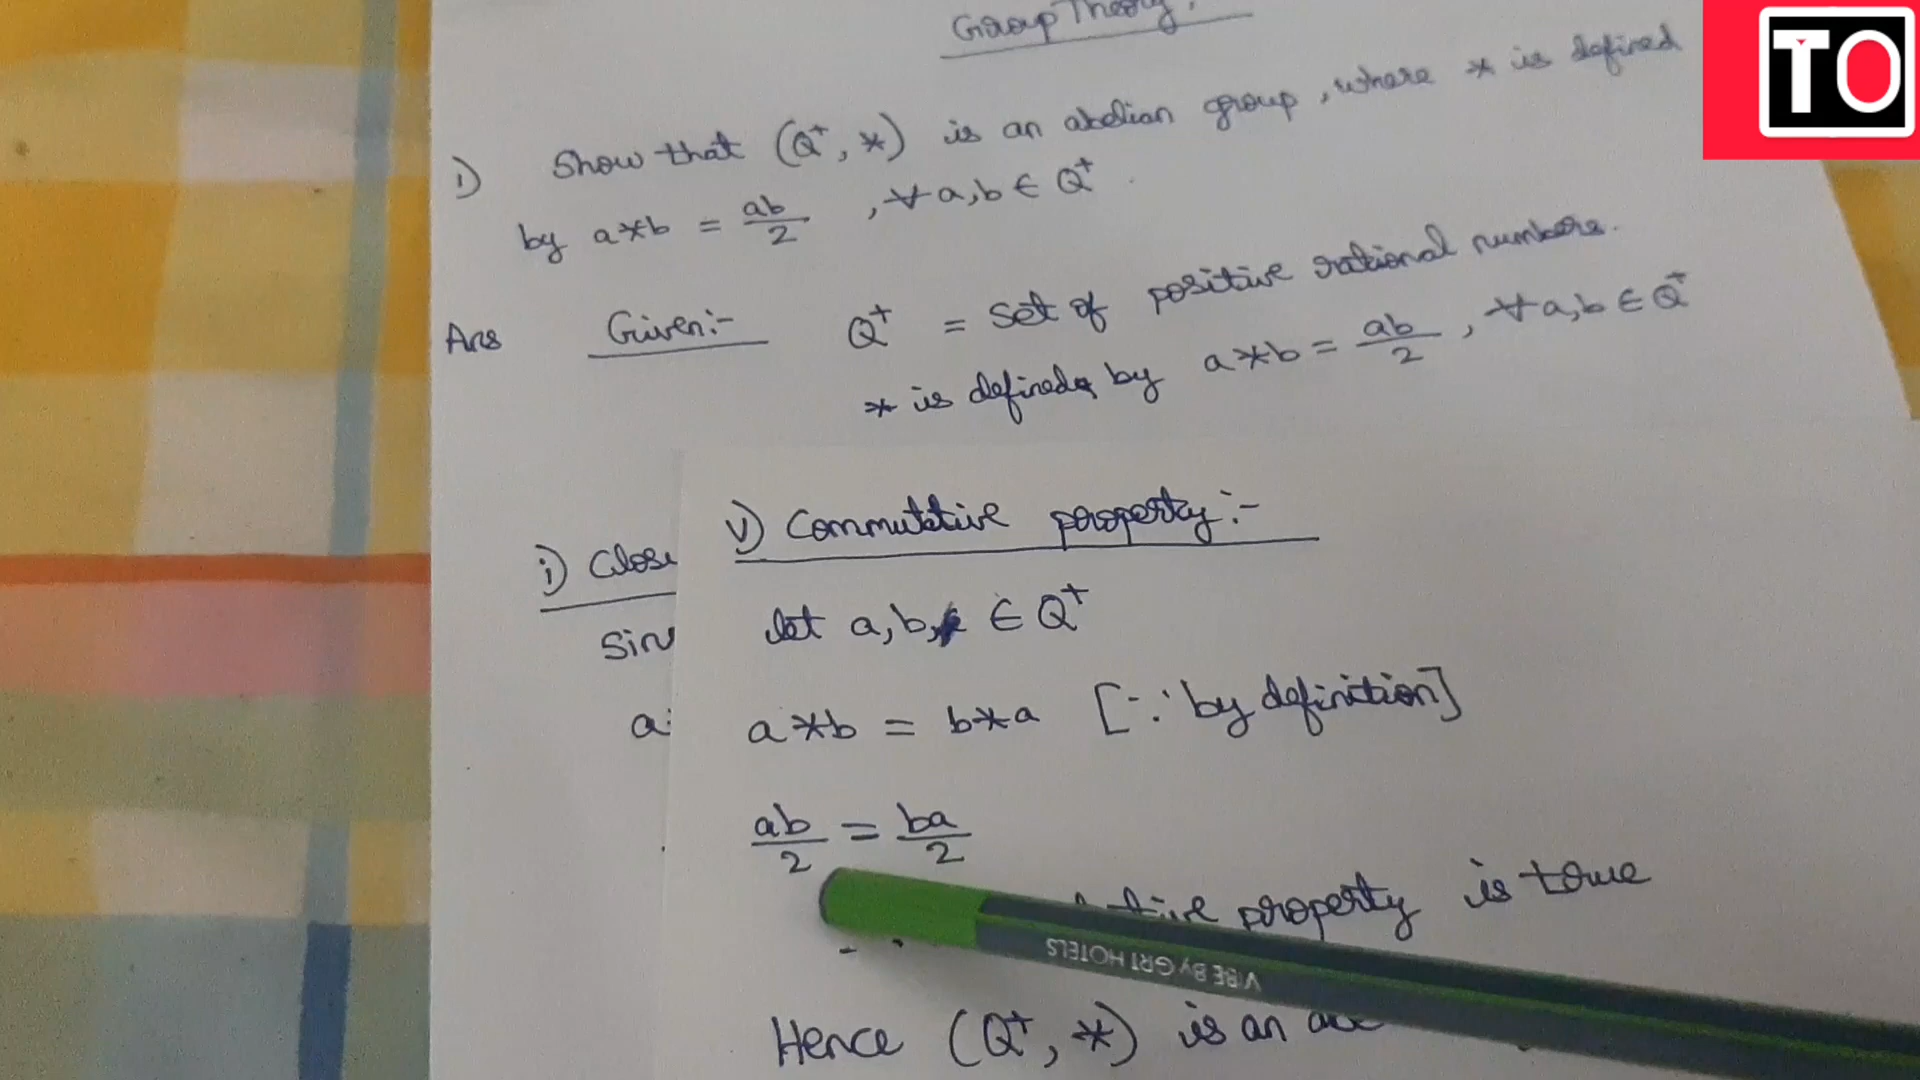 Group Theory.
TO
1) Show that (Q⁺, *) is an abelian group, where * is defined
by a*b = ab/2 , ∀ a,b ∈ Q⁺.
Ans Given:- Q⁺ = Set of positive rational numbers.
* is defined by a*b = ab/2 , ∀ a,b ∈ Q⁺
v) Commutative property:-
i) Clos
let a,b, ∈ Q⁺
Sin
a*b = b*a [∵ by definition]
a
ab/2 = ba/2
property is true
VIBE By GRT HOTELS
Hence (Q⁺, *) is an